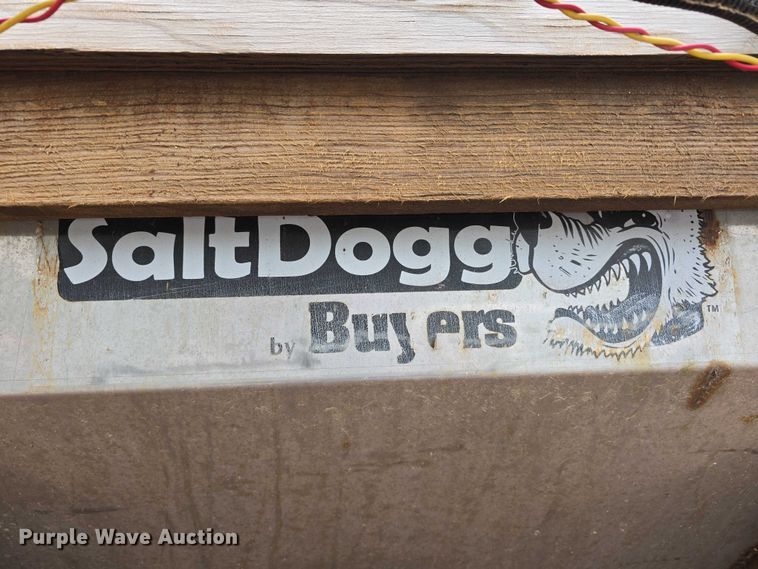 SaltDogg
by Buyers
TM
Purple Wave Auction